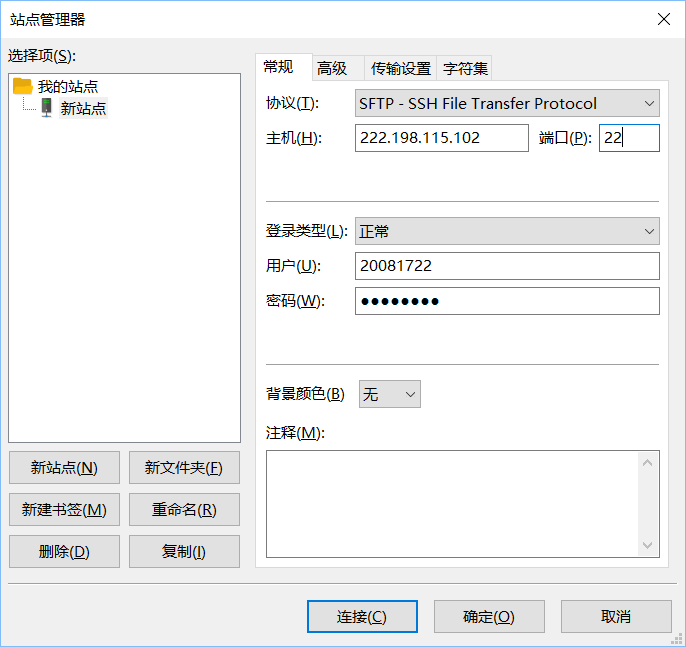 站点管理器
选择项(S):
我的站点
新站点
新站点(N)
新文件夹(F)
新建书签(M)
重命名(R)
删除(D)
复制(I)
常规
高级
传输设置
字符集
协议(T):
SFTP - SSH File Transfer Protocol
主机(H):
222.198.115.102
端口(P):
22
登录类型(L):
正常
用户(U):
20081722
密码(W):
●●●●●●●●
背景颜色(B)
无
注释(M):
连接(C)
确定(O)
取消